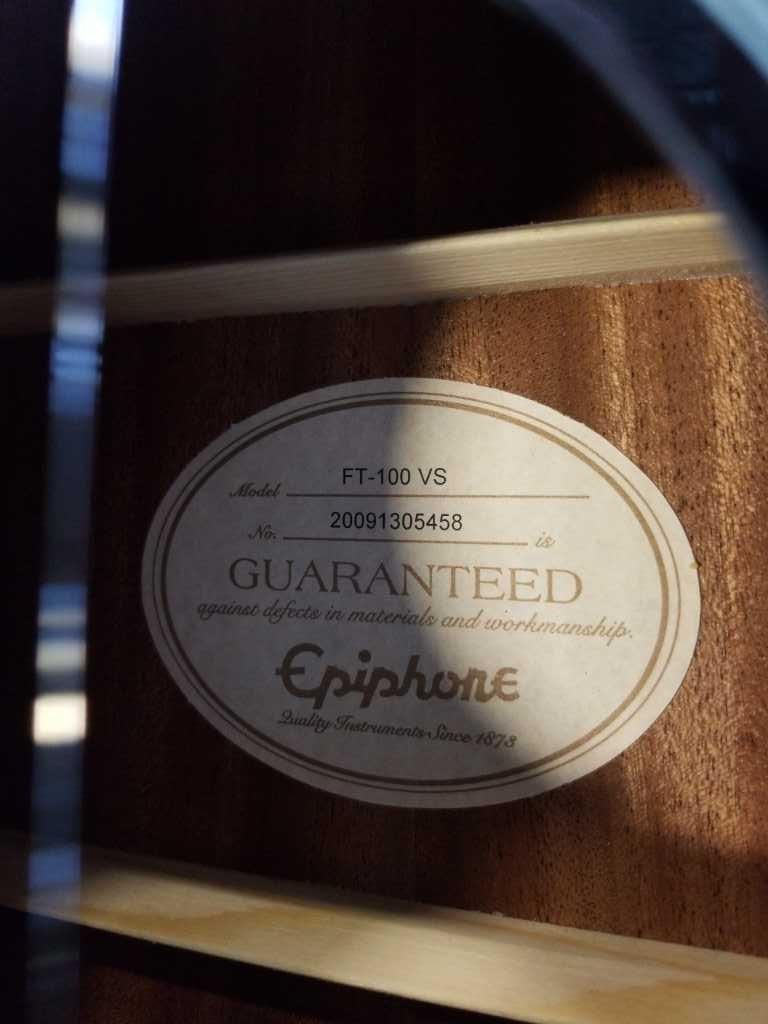 Model FT-100 VS
No. 20091305458 is
GUARANTEED
against defects in materials and workmanship.
Epiphone
Quality Instruments Since 1873